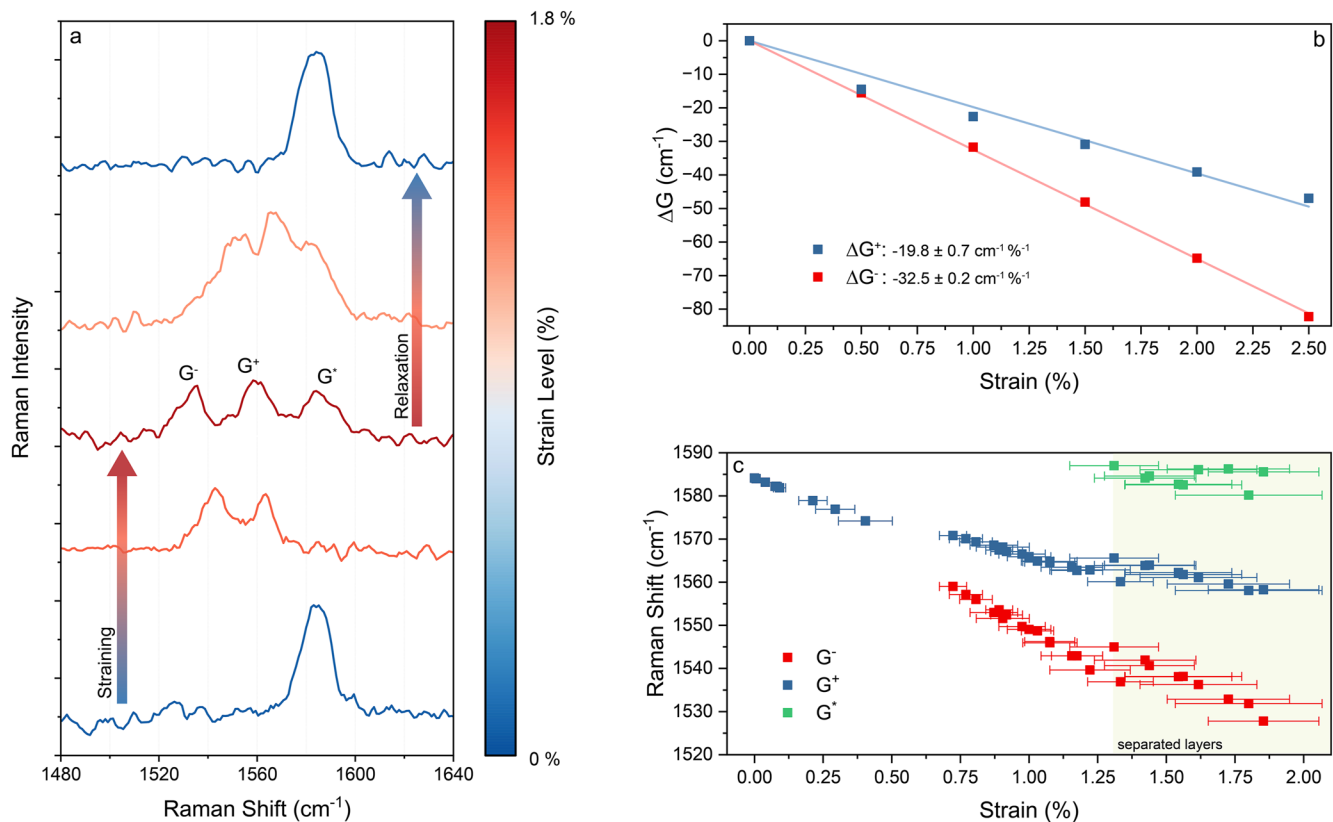 a
G⁻
G⁺
G*
Straining
Relaxation
Raman Intensity
1480
1520
1560
1600
1640
Raman Shift (cm⁻¹)
1.8 %
Strain Level (%)
0 %
b
0
−10
−20
−30
−40
−50
−60
−70
−80
ΔG (cm⁻¹)
ΔG⁺: -19.8 ± 0.7 cm⁻¹ %⁻¹
ΔG⁻: -32.5 ± 0.2 cm⁻¹ %⁻¹
0.00 0.25 0.50 0.75 1.00 1.25 1.50 1.75 2.00 2.25 2.50
Strain (%)
c
1590
1580
1570
1560
1550
1540
1530
1520
Raman Shift (cm⁻¹)
G⁻
G⁺
G*
separated layers
0.00 0.25 0.50 0.75 1.00 1.25 1.50 1.75 2.00
Strain (%)